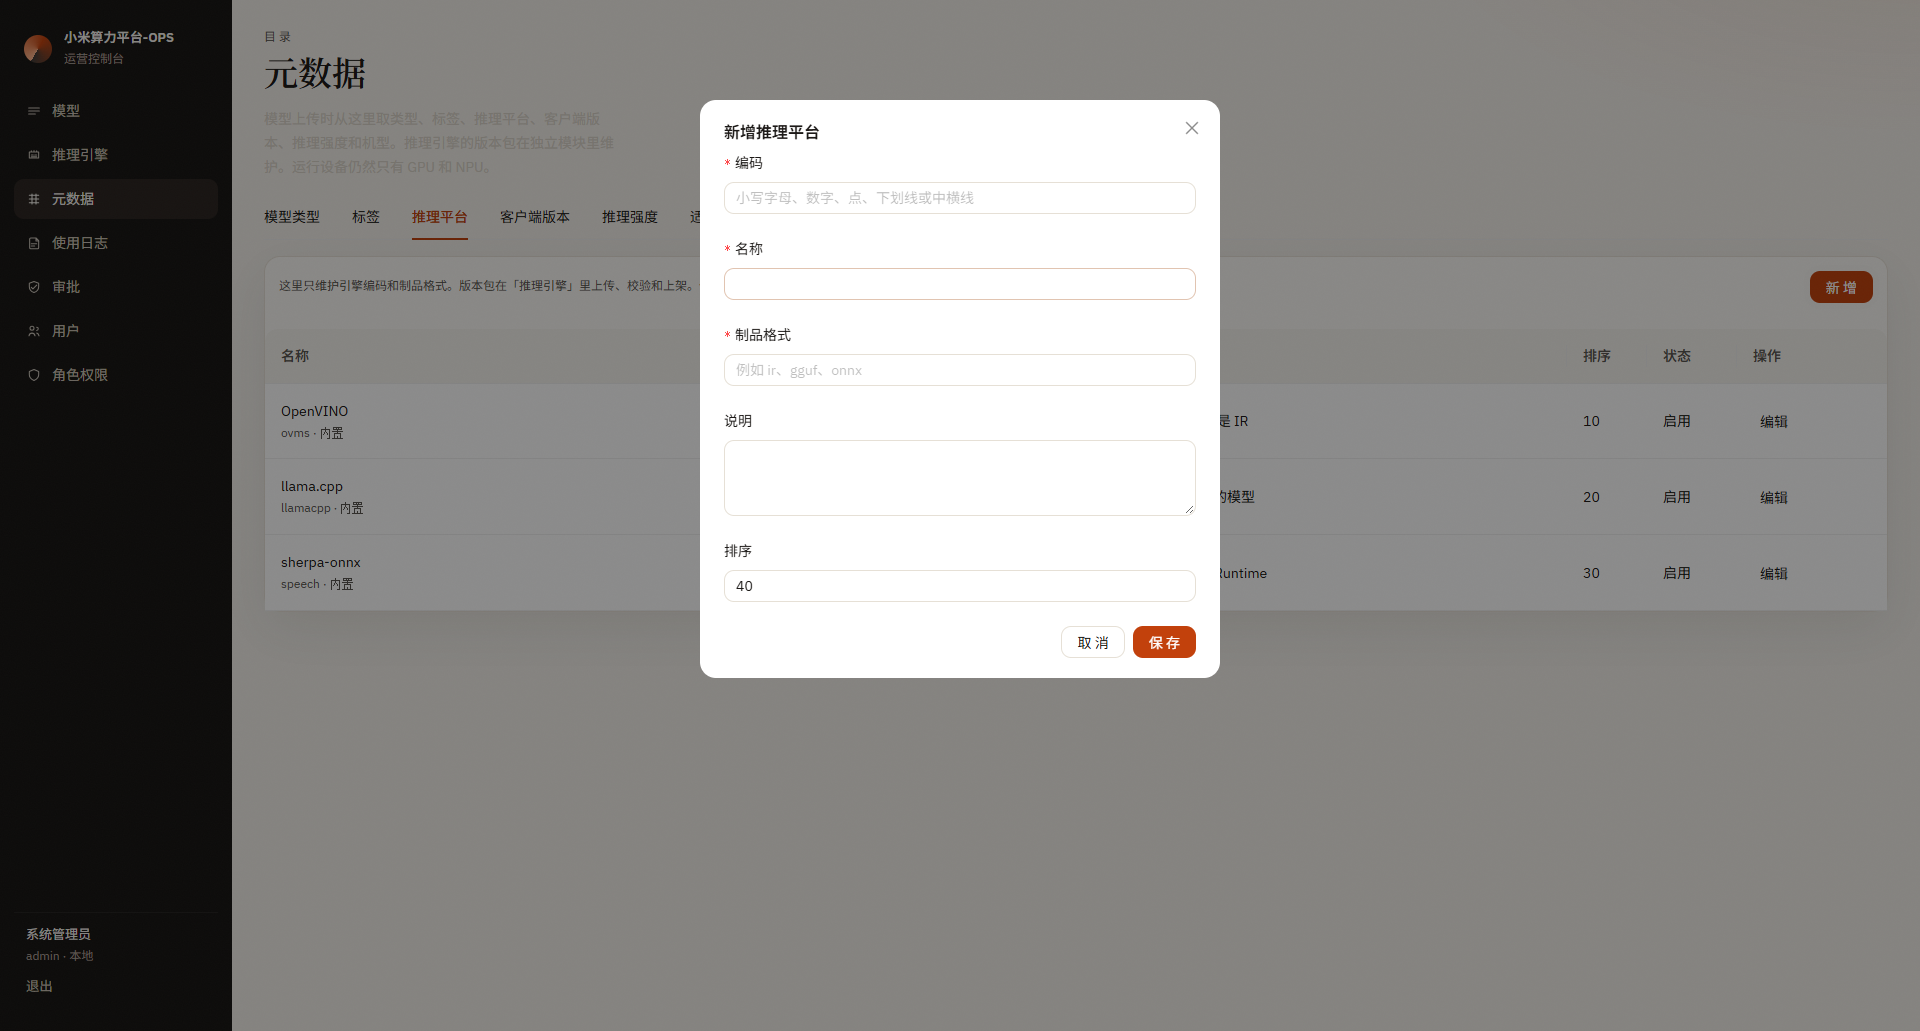 小米算力平台-OPS
运营控制台
模型
推理引擎
元数据
使用日志
审批
用户
角色权限
系统管理员
admin · 本地
退出
目录
元数据
模型上传时从这里取类型、标签、推理平台、客户端版
本、推理强度和机型。推理引擎的版本包在独立模块里维
护。运行设备仍然只有 GPU 和 NPU。
模型类型 标签 推理平台 客户端版本 推理强度 适
这里只维护引擎编码和制品格式。版本包在「推理引擎」里上传、校验和上架。
新增
名称 排序 状态 操作
OpenVINO
ovms · 内置
是 IR 10 启用 编辑
llama.cpp
llamacpp · 内置
的模型 20 启用 编辑
sherpa-onnx
speech · 内置
Runtime 30 启用 编辑
新增推理平台
* 编码
小写字母、数字、点、下划线或中横线
* 名称
* 制品格式
例如 ir、gguf、onnx
说明
排序
40
取消 保存